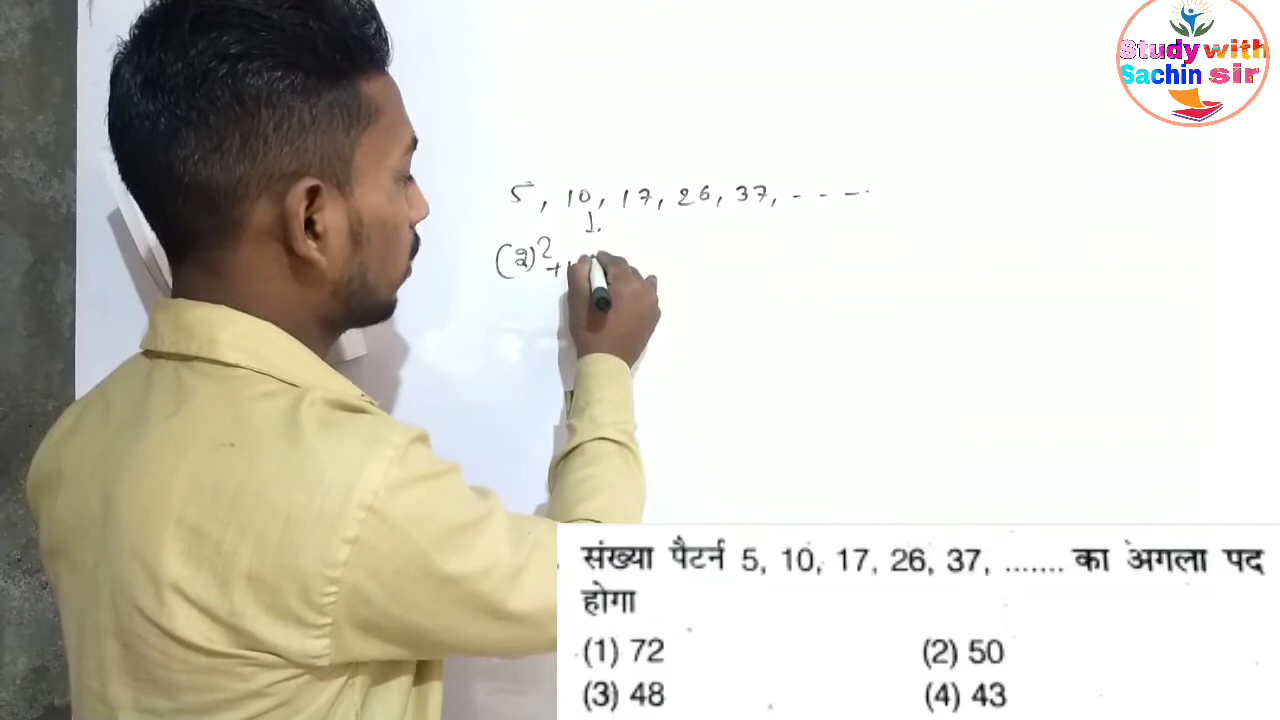 Study with
Sachin sir
5, 10, 17, 26, 37, - - -
(2)²+1
संख्या पैटर्न 5, 10, 17, 26, 37, ....... का अगला पद
होगा
(1) 72 (2) 50
(3) 48 (4) 43